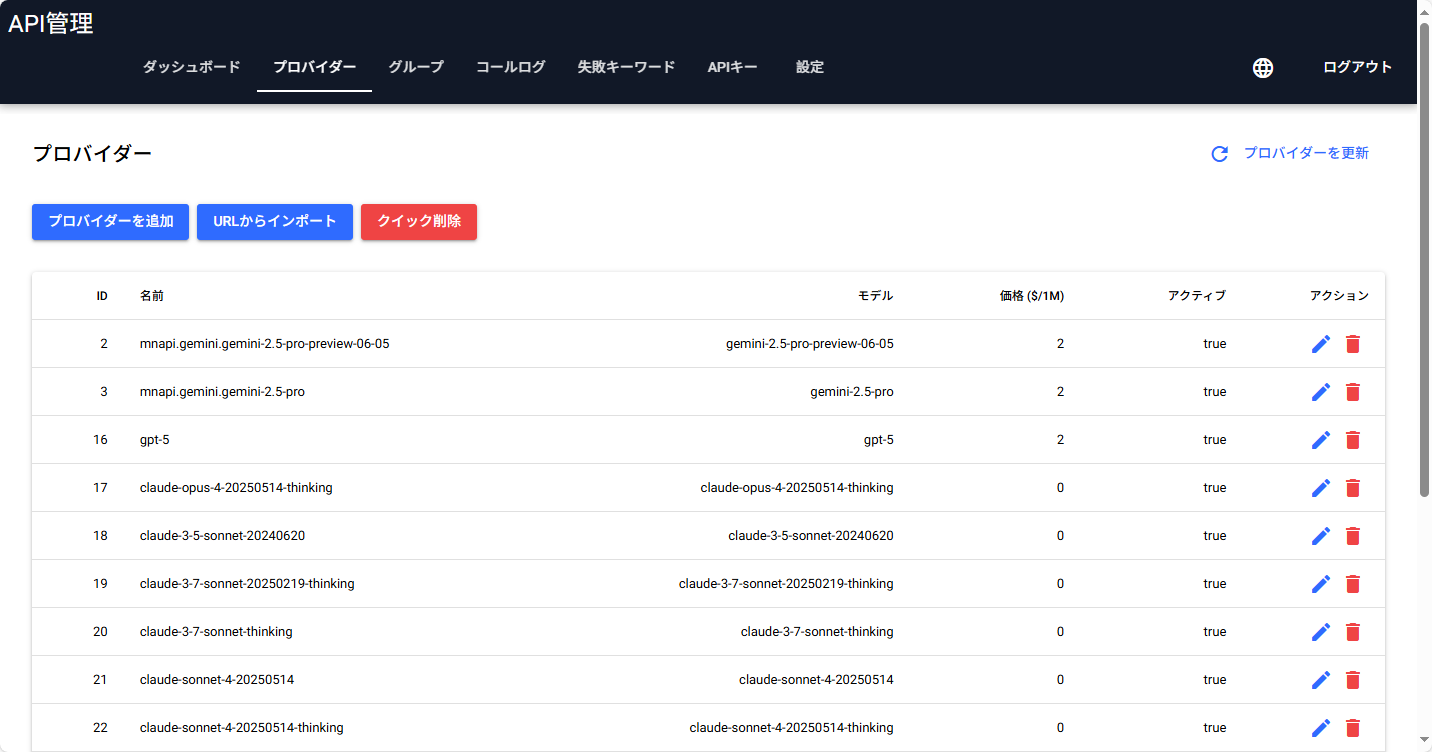 API管理
ダッシュボード プロバイダー グループ コールログ 失敗キーワード APIキー 設定 ログアウト
プロバイダー プロバイダーを更新
プロバイダーを追加 URLからインポート クイック削除
ID 名前 モデル 価格 ($/1M) アクティブ アクション
2 mnapi.gemini.gemini-2.5-pro-preview-06-05 gemini-2.5-pro-preview-06-05 2 true
3 mnapi.gemini.gemini-2.5-pro gemini-2.5-pro 2 true
16 gpt-5 gpt-5 2 true
17 claude-opus-4-20250514-thinking claude-opus-4-20250514-thinking 0 true
18 claude-3-5-sonnet-20240620 claude-3-5-sonnet-20240620 0 true
19 claude-3-7-sonnet-20250219-thinking claude-3-7-sonnet-20250219-thinking 0 true
20 claude-3-7-sonnet-thinking claude-3-7-sonnet-thinking 0 true
21 claude-sonnet-4-20250514 claude-sonnet-4-20250514 0 true
22 claude-sonnet-4-20250514-thinking claude-sonnet-4-20250514-thinking 0 true